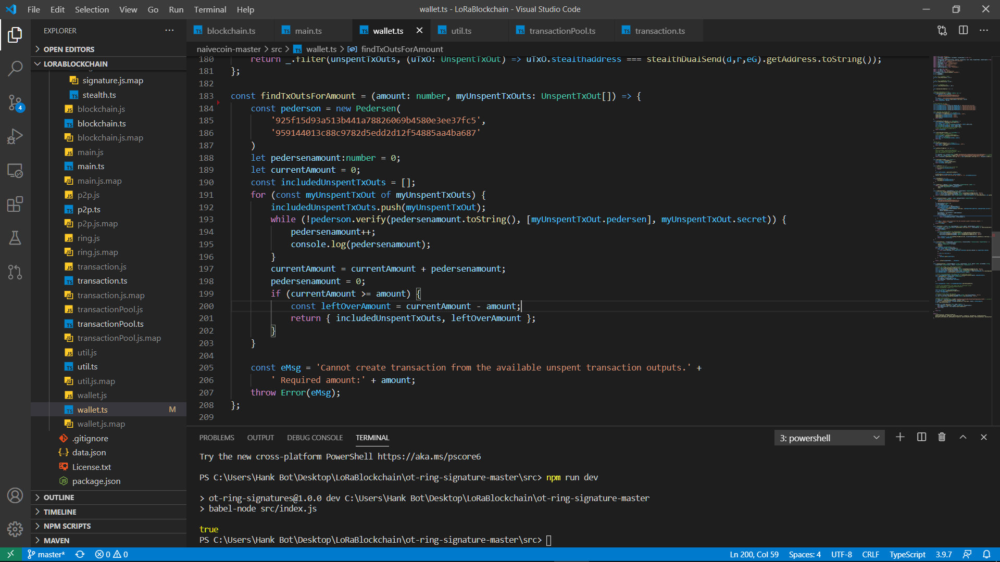 File Edit Selection View Go Run Terminal Help
wallet.ts - LoRaBlockchain - Visual Studio Code
EXPLORER
OPEN EDITORS
LORABLOCKCHAIN
signature.js.map
stealth.ts
blockchain.js
blockchain.ts
blockchain.js.map
main.js
main.ts
main.js.map
p2p.js
p2p.ts
p2p.js.map
ring.js
ring.js.map
transaction.js
transaction.ts
transaction.js.map
transactionPool.js
transactionPool.ts
transactionPool.js.map
util.js
util.ts
util.js.map
wallet.js
wallet.ts M
wallet.js.map
.gitignore
data.json
License.txt
package.json
OUTLINE
TIMELINE
NPM SCRIPTS
MAVEN
4
blockchain.ts main.ts wallet.ts util.ts transactionPool.ts transaction.ts
naivecoin-master > src > wallet.ts > findTxOutsForAmount
180 return _.filter(unspentTxOuts, (uTxO: UnspentTxOut) => uTxO.stealthaddress === stealthDualSend(d,r,eG).getAddress.toString());
181 };
182
183 const findTxOutsForAmount = (amount: number, myUnspentTxOuts: UnspentTxOut[]) => {
184 const pederson = new Pedersen(
185 '925f15d93a513b441a78826069b4580e3ee37fc5',
186 '959144013c88c9782d5edd2d12f54885aa4ba687'
187 )
188 let pedersenamount:number = 0;
189 let currentAmount = 0;
190 const includedUnspentTxOuts = [];
191 for (const myUnspentTxOut of myUnspentTxOuts) {
192 includedUnspentTxOuts.push(myUnspentTxOut);
193 while (!pederson.verify(pedersenamount.toString(), [myUnspentTxOut.pedersen], myUnspentTxOut.secret)) {
194 pedersenamount++;
195 console.log(pedersenamount);
196 }
197 currentAmount = currentAmount + pedersenamount;
198 pedersenamount = 0;
199 if (currentAmount >= amount) {
200 const leftOverAmount = currentAmount - amount;
201 return { includedUnspentTxOuts, leftOverAmount };
202 }
203 }
204
205 const eMsg = 'Cannot create transaction from the available unspent transaction outputs.' +
206 ' Required amount:' + amount;
207 throw Error(eMsg);
208 };
209
PROBLEMS OUTPUT DEBUG CONSOLE TERMINAL
3: powershell
Try the new cross-platform PowerShell https://aka.ms/pscore6
PS C:\Users\Hank Bot\Desktop\LoRaBlockchain\ot-ring-signature-master\src> npm run dev
> ot-ring-signatures@1.0.0 dev C:\Users\Hank Bot\Desktop\LoRaBlockchain\ot-ring-signature-master
> babel-node src/index.js
true
PS C:\Users\Hank Bot\Desktop\LoRaBlockchain\ot-ring-signature-master\src>
master* 0 0
Ln 200, Col 59 Spaces: 4 UTF-8 CRLF TypeScript 3.9.7